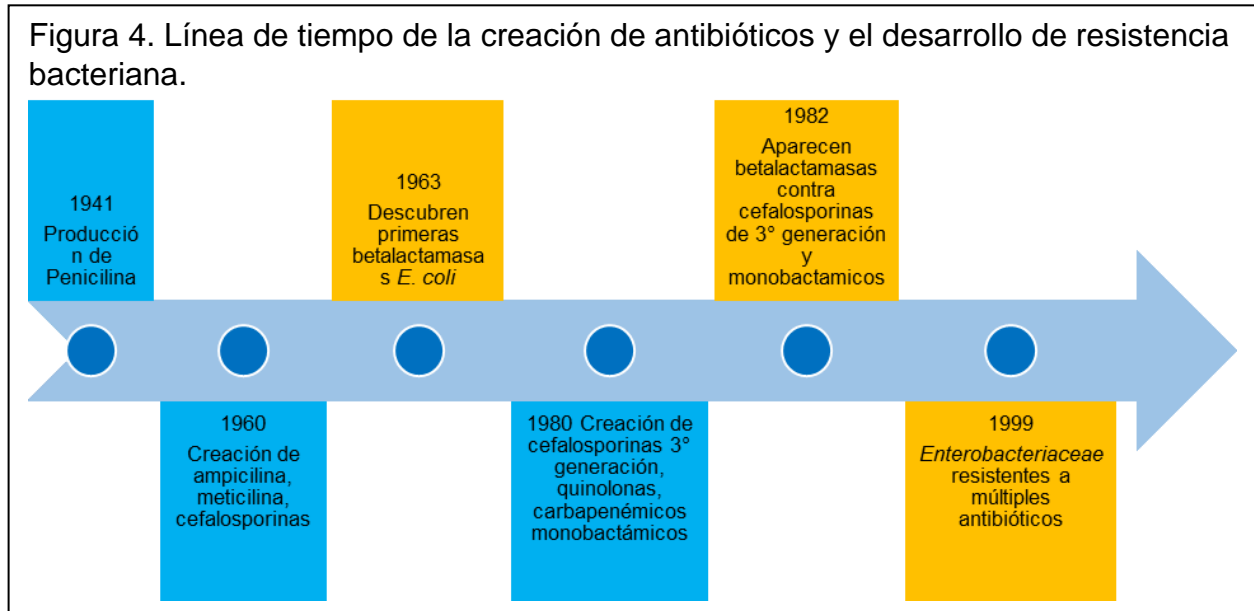 Figura 4. Línea de tiempo de la creación de antibióticos y el desarrollo de resistencia
bacteriana.
1941
Producció
n de
Penicilina
1960
Creación de
ampicilina,
meticilina,
cefalosporinas
1963
Descubren
primeras
betalactamasa
s E. coli
1980 Creación de
cefalosporinas 3°
generación,
quinolonas,
carbapenémicos
monobactámicos
1982
Aparecen
betalactamasas
contra
cefalosporinas
de 3° generación
y
monobactamicos
1999
Enterobacteriaceae
resistentes a
múltiples
antibióticos